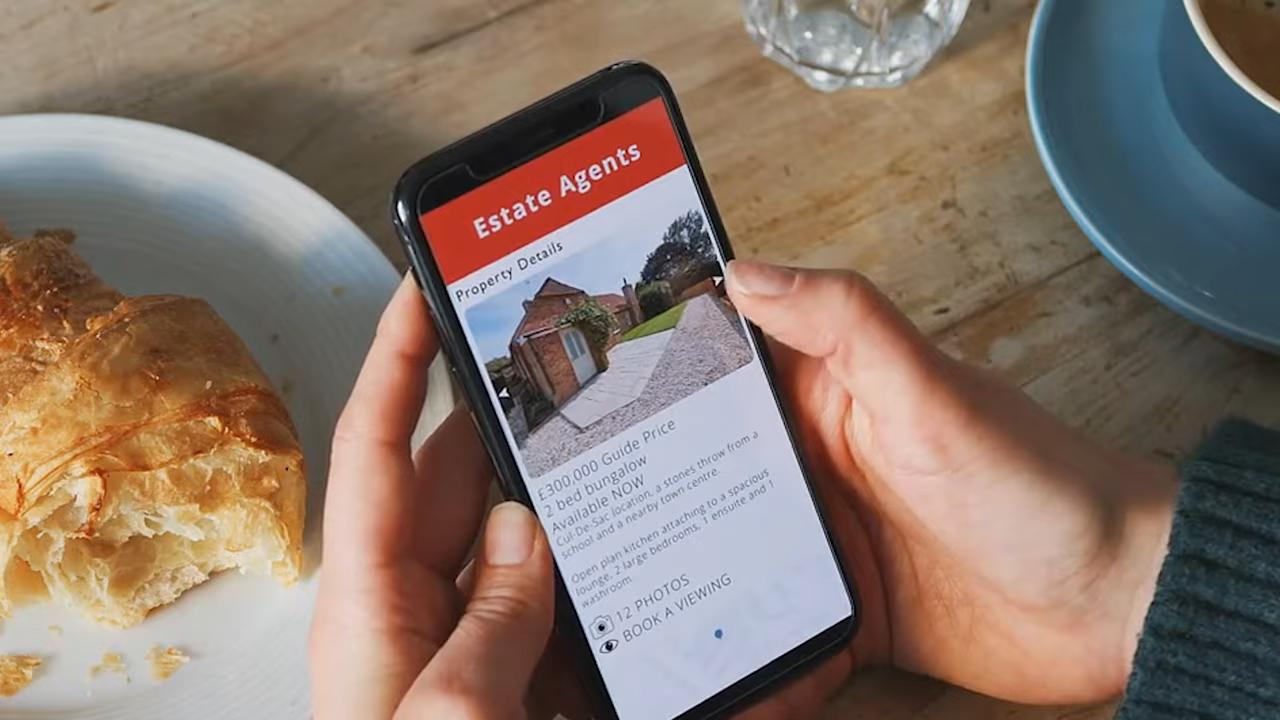 Estate Agents
Property Details
£300,000 Guide Price
2 bed bungalow
Available NOW
Cul-De-Sac location, a stones throw from a
school and a nearby town centre.
Open plan kitchen attaching to a spacious
lounge, 2 large bedrooms, 1 ensuite and 1
washroom
12 PHOTOS
BOOK A VIEWING